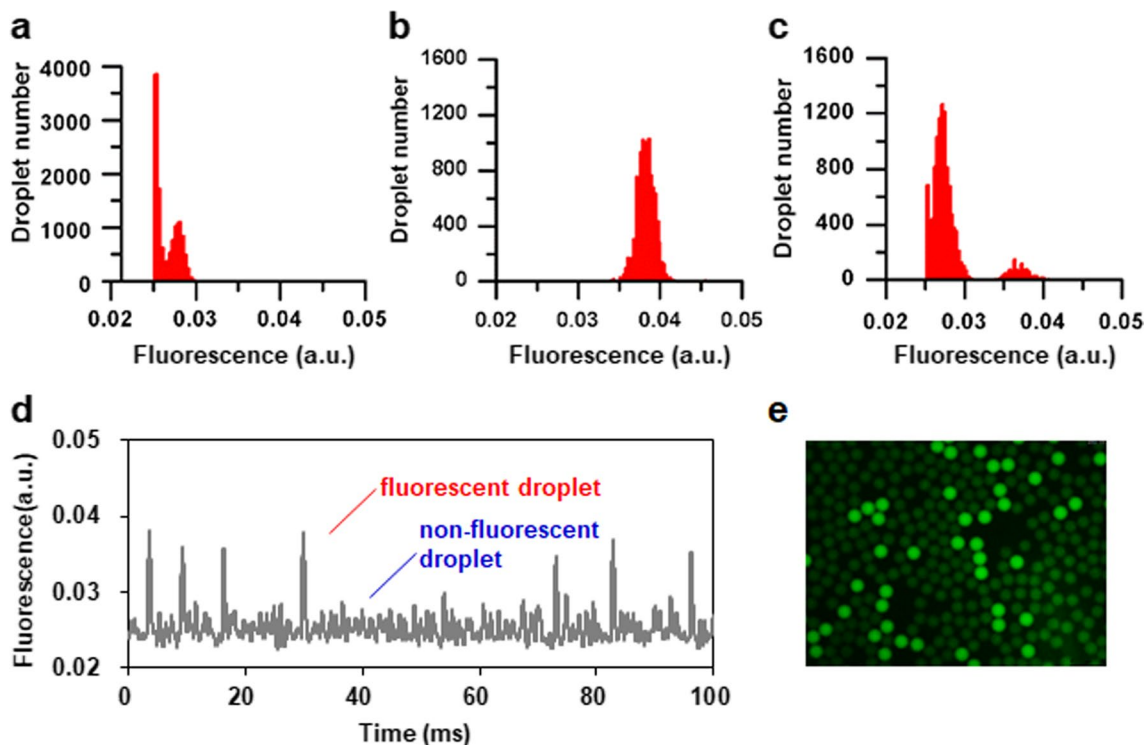 a
4000
3000
2000
1000
0
Droplet number
0.02 0.03 0.04 0.05
Fluorescence (a.u.)
b
1600
1200
800
400
0
Droplet number
0.02 0.03 0.04 0.05
Fluorescence (a.u.)
c
1600
1200
800
400
0
Droplet number
0.02 0.03 0.04 0.05
Fluorescence (a.u.)
d
0.05
0.04
0.03
0.02
Fluorescence(a.u.)
fluorescent droplet
non-fluorescent
droplet
0 20 40 60 80 100
Time (ms)
e